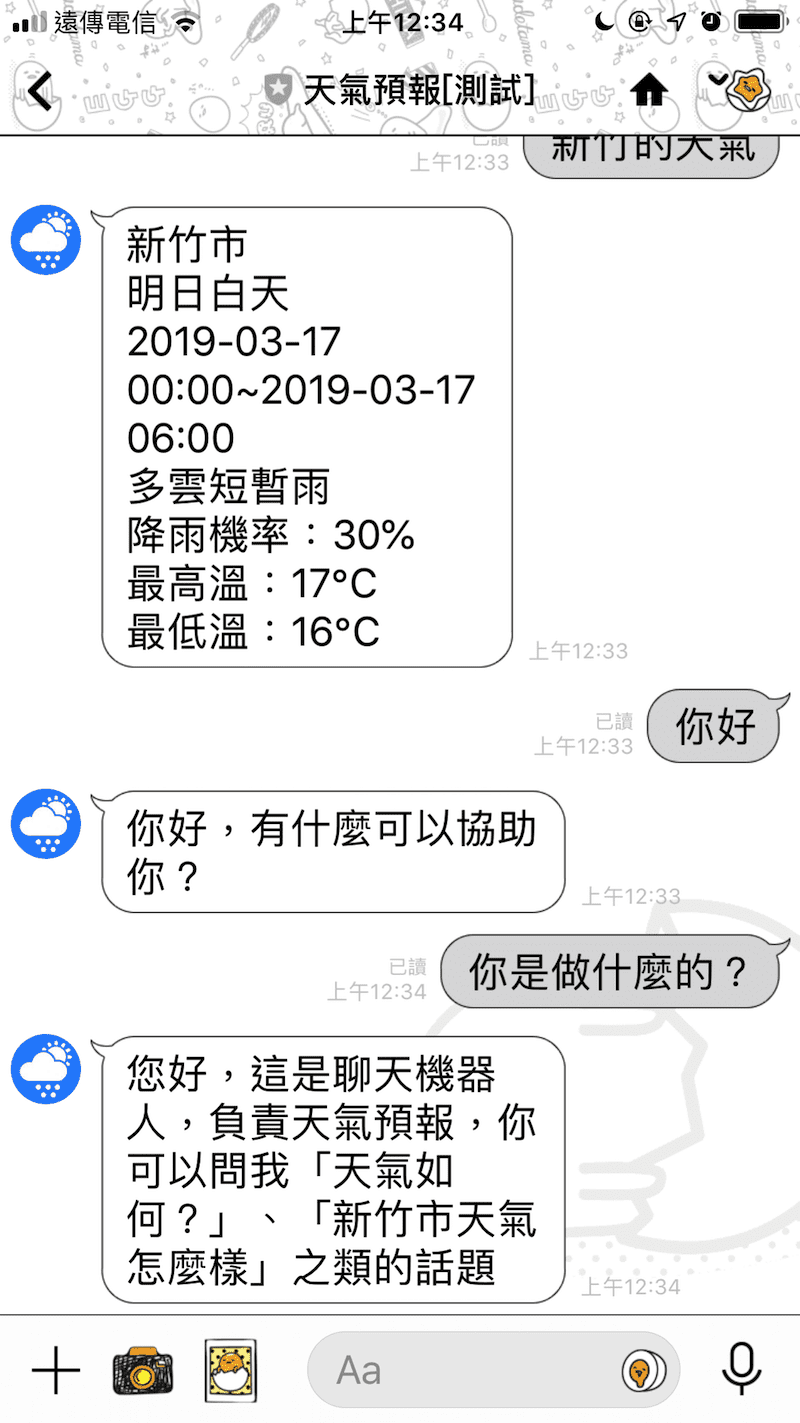 遠傳電信
上午12:34
天氣預報[測試]
已讀
上午12:33
新竹的天氣
新竹市
明日白天
2019-03-17
00:00~2019-03-17
06:00
多雲短暫雨
降雨機率：30%
最高溫：17°C
最低溫：16°C
上午12:33
已讀
上午12:33
你好
你好，有什麼可以協助
你？
上午12:33
已讀
上午12:34
你是做什麼的？
您好，這是聊天機器
人，負責天氣預報，你
可以問我「天氣如
何？」、「新竹市天氣
怎麼樣」之類的話題
上午12:34
Aa